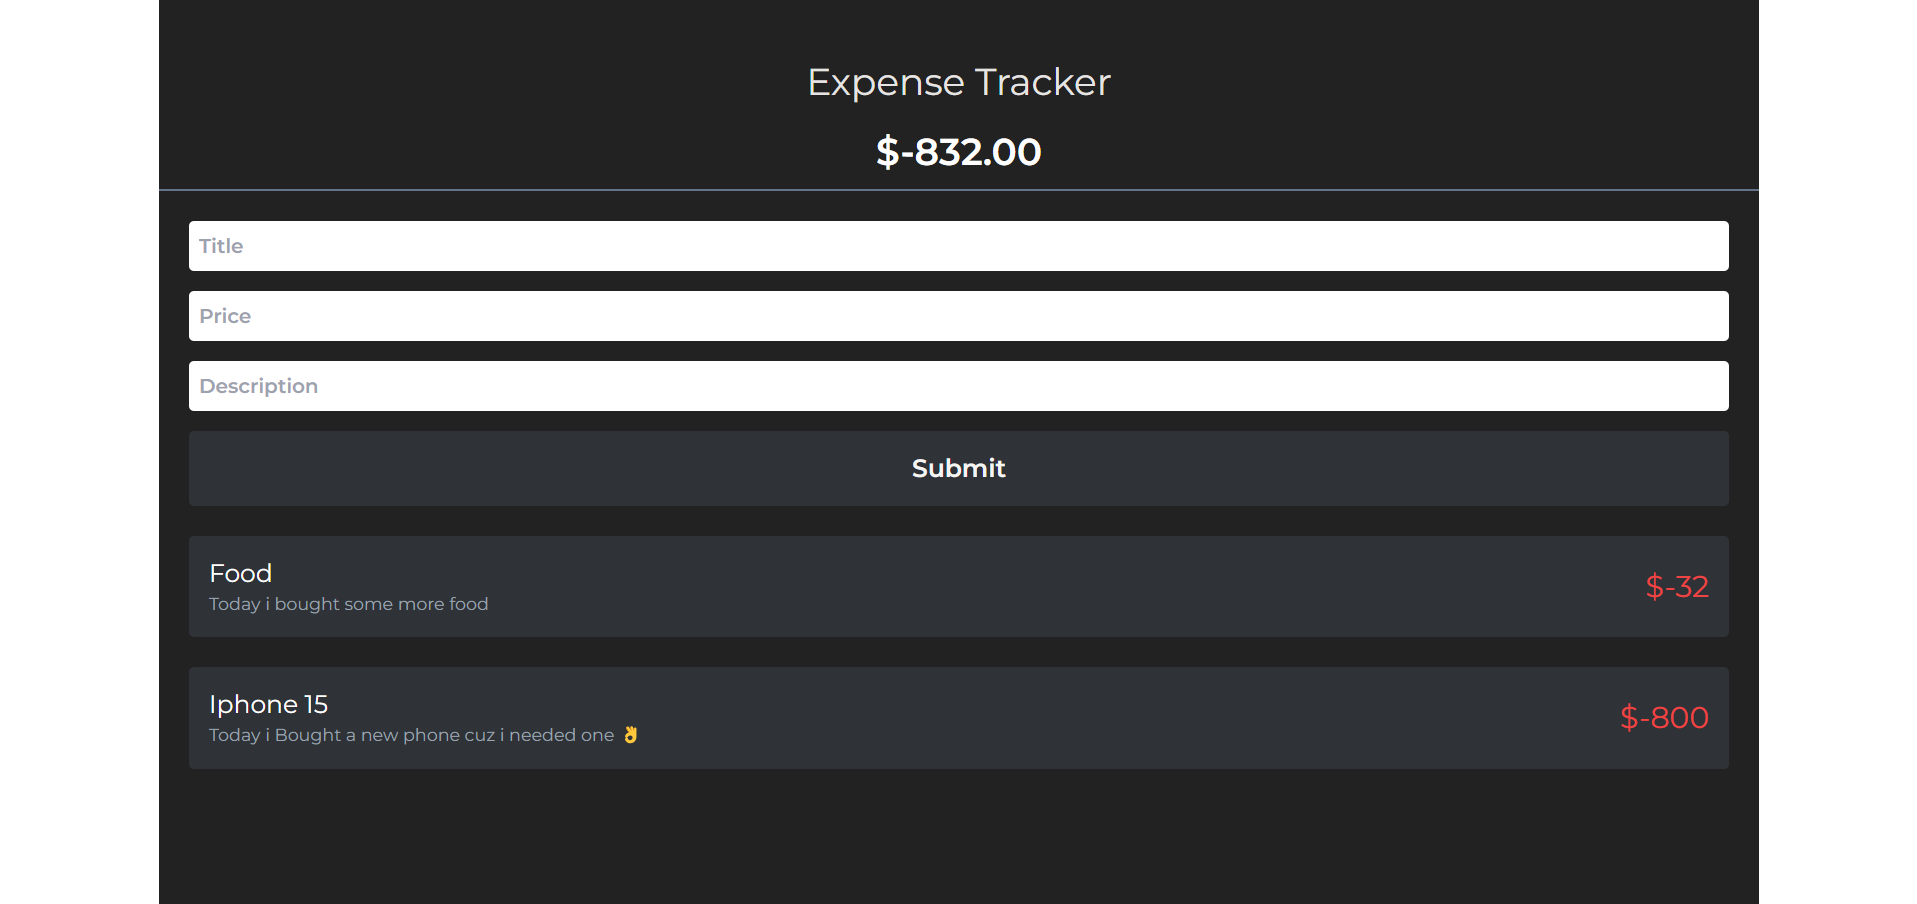 Expense Tracker
$-832.00
Title
Price
Description
Submit
Food
Today i bought some more food
$-32
Iphone 15
Today i Bought a new phone cuz i needed one 👌
$-800